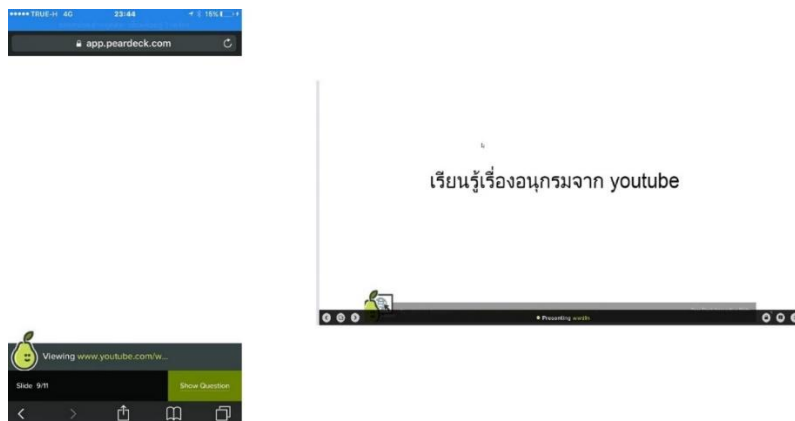 TRUE-H 4G 23:44 18%
app.peardeck.com
เรียนรู้เรื่องอนุกรมจาก youtube
Presenting
Viewing www.youtube.com/w...
Slide 9/11 Show Question